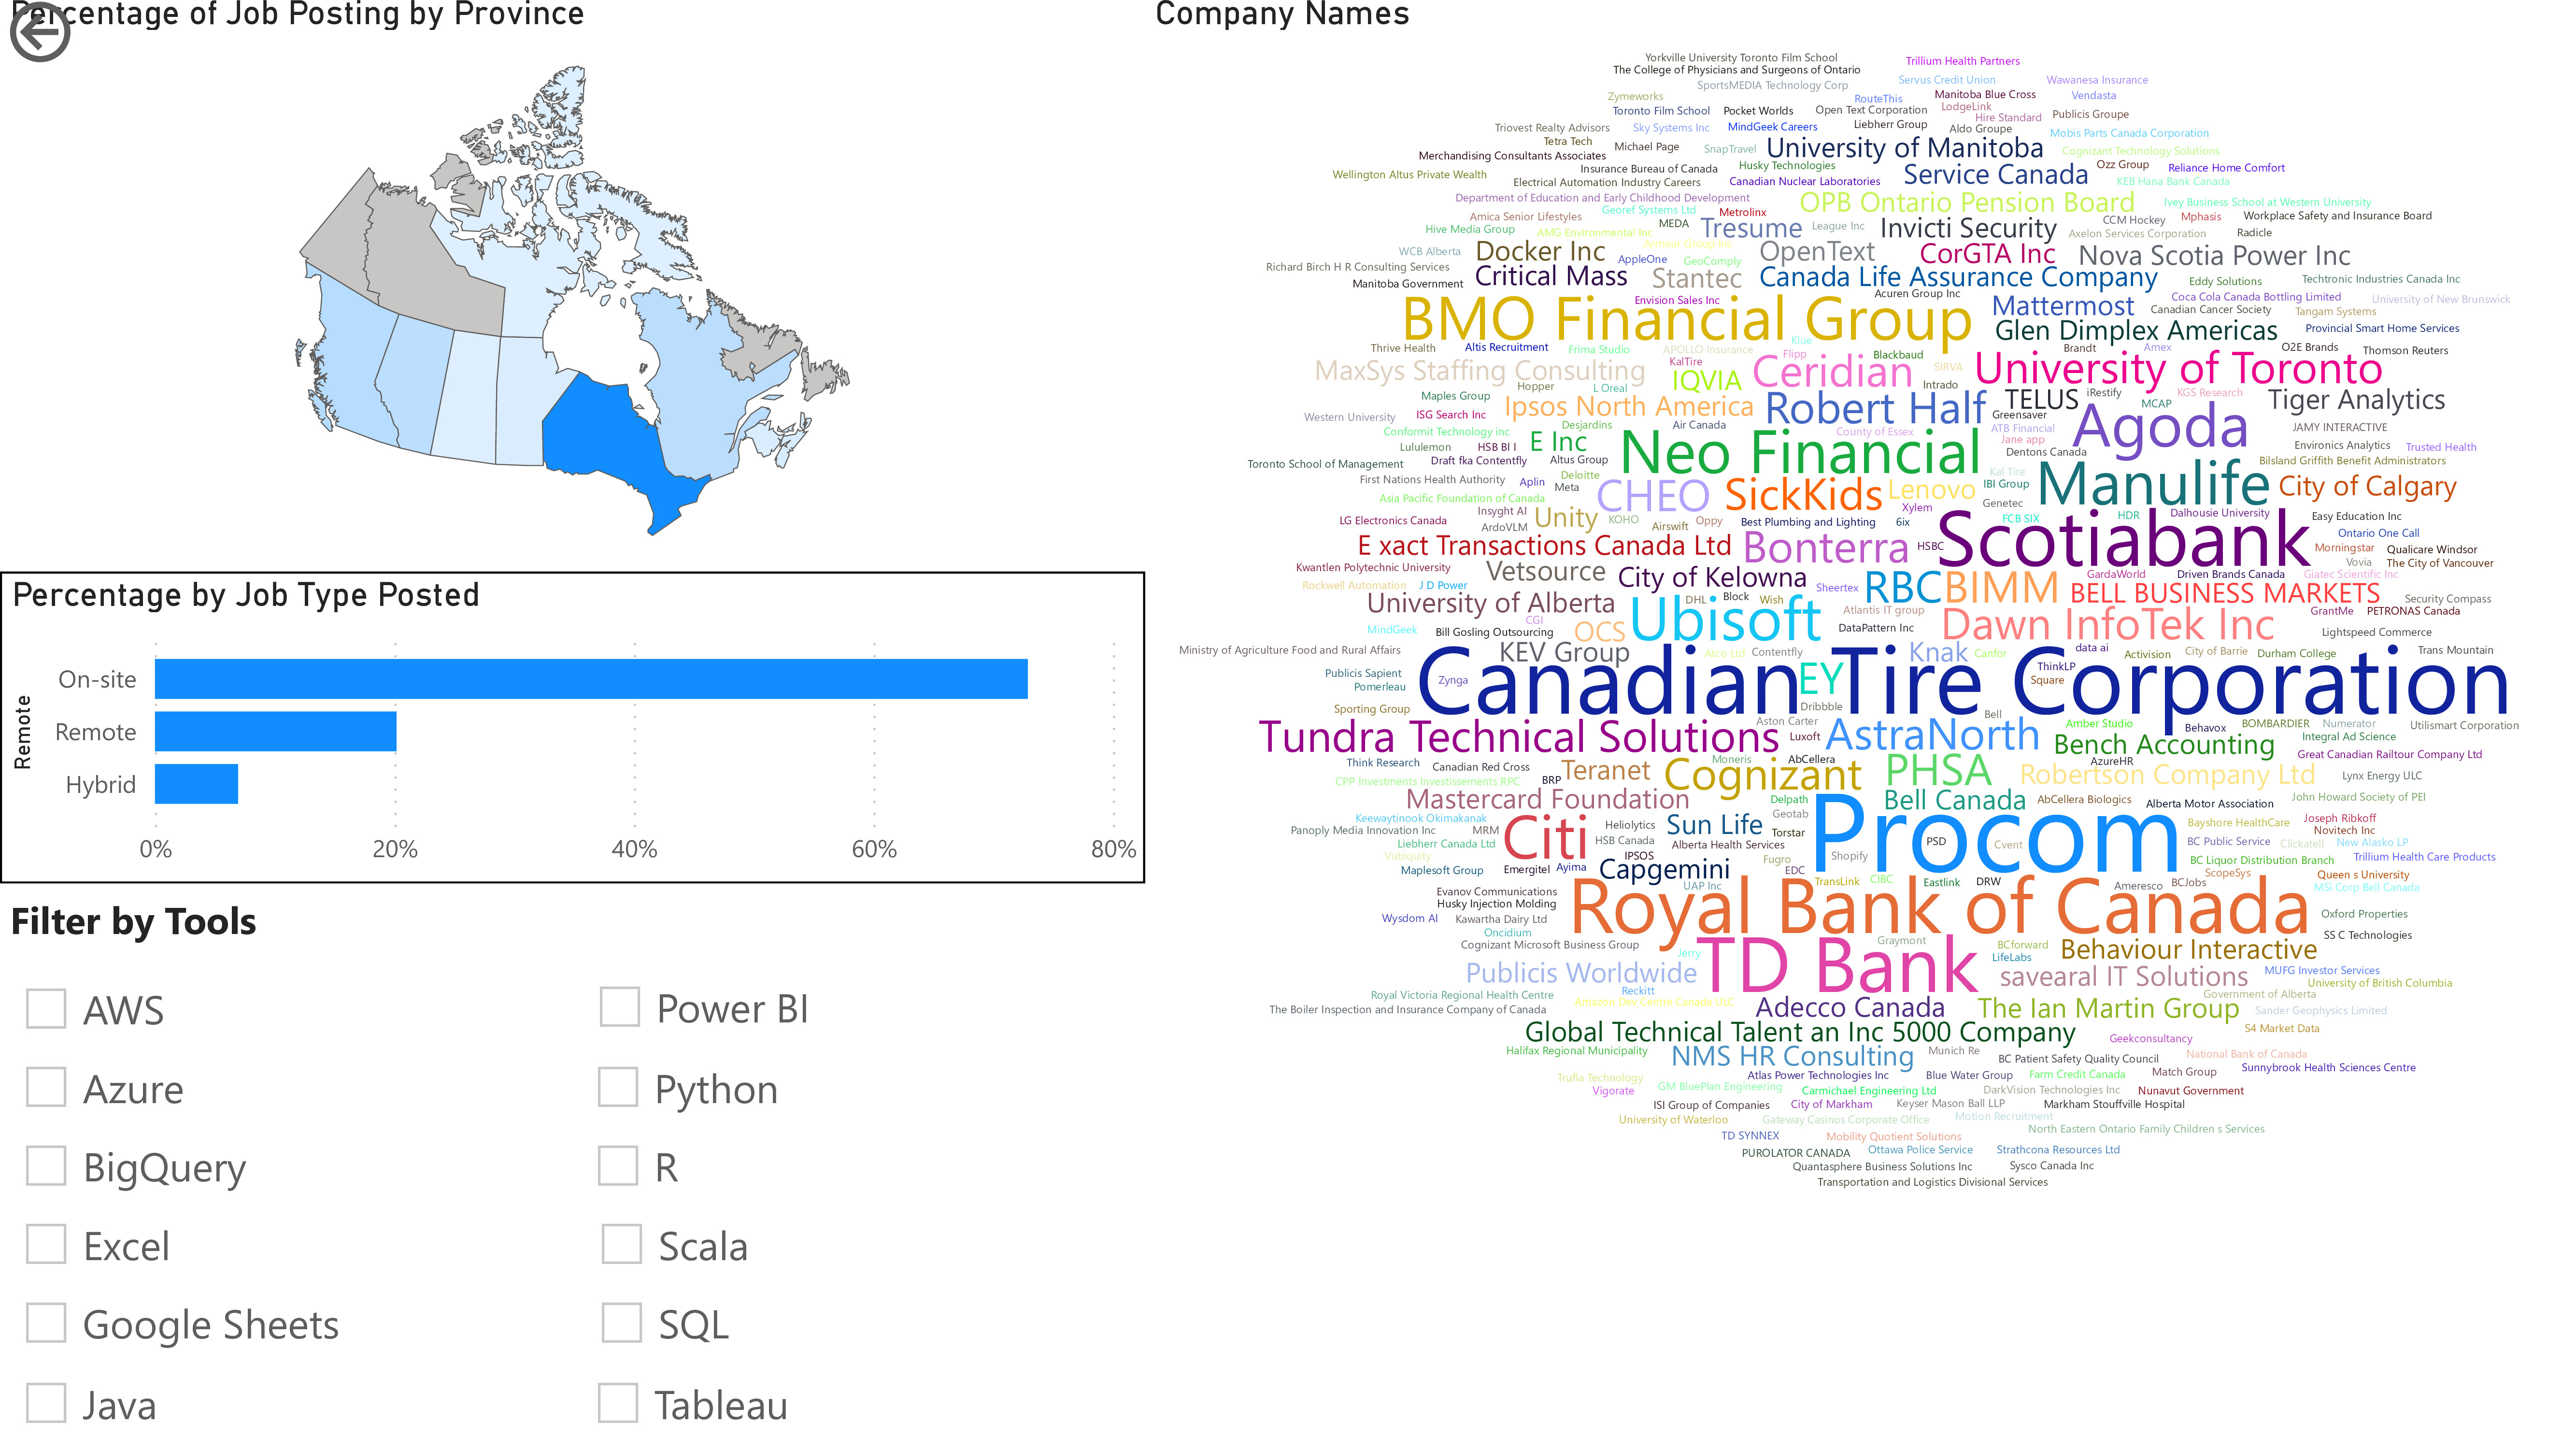 Percentage of Job Posting by Province
Percentage by Job Type Posted
Remote
On-site
Remote
Hybrid
0% 20% 40% 60% 80%
Filter by Tools
AWS
Azure
BigQuery
Excel
Google Sheets
Java
Power BI
Python
R
Scala
SQL
Tableau
Company Names
Yorkville University Toronto Film School
Trillium Health Partners
The College of Physicians and Surgeons of Ontario
Servus Credit Union
Wawanesa Insurance
SportsMEDIA Technology Corp
Zymeworks
RouteThis
Manitoba Blue Cross
Vendasta
Toronto Film School
Pocket Worlds
Open Text Corporation
LodgeLink
Hire Standard
Publicis Groupe
Triovest Realty Advisors
Sky Systems Inc
MindGeek Careers
Liebherr Group
Aldo Groupe
Mobis Parts Canada Corporation
Tetra Tech
Michael Page
SnapTravel
University of Manitoba
Cognizant Technology Solutions
Merchandising Consultants Associates
Insurance Bureau of Canada
Husky Technologies
Service Canada
Ozz Group
Reliance Home Comfort
Wellington Altus Private Wealth
Electrical Automation Industry Careers
Canadian Nuclear Laboratories
KEB Hana Bank Canada
Department of Education and Early Childhood Development
OPB Ontario Pension Board
Ivey Business School at Western University
Amica Senior Lifestyles
Georef Systems Ltd
Metrolinx
CCM Hockey
Mphasis
Workplace Safety and Insurance Board
Hive Media Group
AMG Environmental Inc
MEDA
Tresume
League Inc
Invicti Security
Axelon Services Corporation
Radicle
WCB Alberta
Docker Inc
Armour Group Inc
AppleOne
GeoComply
OpenText
CorGTA Inc
Nova Scotia Power Inc
Richard Birch H R Consulting Services
Manitoba Government
Critical Mass
Stantec
Canada Life Assurance Company
Eddy Solutions
Techtronic Industries Canada Inc
BMO Financial Group
Envision Sales Inc
Acuren Group Inc
Mattermost
Coca Cola Canada Bottling Limited
University of New Brunswick
Canadian Cancer Society
Tangam Systems
Glen Dimplex Americas
Provincial Smart Home Services
Thrive Health
Altis Recruitment
Frima Studio
APOLLO Insurance
Klue
Flipp
Blackbaud
Brandt
Amex
O2E Brands
Thomson Reuters
MaxSys Staffing Consulting
KalTire
IQVIA
Ceridian
SIRVA
University of Toronto
Hopper
L Oreal
Intrado
Maples Group
Ipsos North America
Robert Half
TELUS
iRestify
KGS Research
MCAP
Tiger Analytics
Western University
ISG Search Inc
Desjardins
Air Canada
Greensaver
Agoda
JAMY INTERACTIVE
Conformit Technology inc
E Inc
County of Essex
ATB Financial
Jane app
Lululemon
HSB BI I
Neo Financial
Dentons Canada
Environics Analytics
Trusted Health
Toronto School of Management
Draft fka Contentfly
Altus Group
Bilsland Griffith Benefit Administrators
First Nations Health Authority
Aplin
Deloitte
Meta
CHEO
SickKids
Lenovo
Kal Tire
IBI Group
Manulife
City of Calgary
Asia Pacific Foundation of Canada
Insyght AI
Xylem
Genetec
LG Electronics Canada
ArdoVLM
Unity
KOHO
Airswift
Oppy
Best Plumbing and Lighting
6ix
FCB SIX
HDR
Dalhousie University
Easy Education Inc
E xact Transactions Canada Ltd
Bonterra
HSBC
Scotiabank
Ontario One Call
Morningstar
Qualicare Windsor
Kwantlen Polytechnic University
Vetsource
City of Kelowna
Vovia
The City of Vancouver
Rockwell Automation
J D Power
Sheertex
RBC
BIMM
GardaWorld
Driven Brands Canada
Giatec Scientific Inc
BELL BUSINESS MARKETS
University of Alberta
DHL
Block
Wish
Atlantis IT group
Security Compass
GrantMe
PETRONAS Canada
MindGeek
CGI
Bill Gosling Outsourcing
OCS
Ubisoft
DataPattern Inc
Dawn InfoTek Inc
Lightspeed Commerce
Ministry of Agriculture Food and Rural Affairs
KEV Group
Atco Ltd
Contentfly
Knak
Canfor
data ai
Activision
City of Barrie
Durham College
Trans Mountain
Publicis Sapient
Pomerleau
Zynga
Canadian Tire Corporation
EY
ThinkLP
Square
Sporting Group
Dribbble
Aston Carter
Bell
Tundra Technical Solutions
Luxoft
AstraNorth
Amber Studio
Behavox
BOMBARDIER
Numerator
Utilismart Corporation
Integral Ad Science
Bench Accounting
Think Research
Canadian Red Cross
Moneris
AbCellera
AzureHR
Great Canadian Railtour Company Ltd
CPP Investments Investissements RPC
BRP
Teranet
Cognizant
PHSA
Robertson Company Ltd
Lynx Energy ULC
Mastercard Foundation
Delpath
Bell Canada
AbCellera Biologics
Alberta Motor Association
John Howard Society of PEI
Keewaytinook Okimakanak
Geotab
Procom
Joseph Ribkoff
Panoply Media Innovation Inc
MRM
Citi
Heliolytics
Sun Life
Torstar
Bayshore HealthCare
Novitech Inc
Liebherr Canada Ltd
HSB Canada
Alberta Health Services
PSD
Cvent
BC Public Service
Clickatell
New Alasko LP
Vubiquity
IPSOS
Fugro
Shopify
BC Liquor Distribution Branch
Trillium Health Care Products
Maplesoft Group
Emergitel
Ayima
Capgemini
EDC
ScopeSys
Queen s University
UAP Inc
TransLink
CIBC
Eastlink
DRW
Ameresco
BCJobs
MSi Corp Bell Canada
Evanov Communications
Husky Injection Molding
Royal Bank of Canada
Wysdom AI
Kawartha Dairy Ltd
Oxford Properties
Oncidium
SS C Technologies
Cognizant Microsoft Business Group
Jerry
TD Bank
Graymont
BCforward
LifeLabs
Behaviour Interactive
Publicis Worldwide
savearal IT Solutions
MUFG Investor Services
Reckitt
University of British Columbia
Royal Victoria Regional Health Centre
Amazon Dev Centre Canada ULC
Government of Alberta
The Boiler Inspection and Insurance Company of Canada
Adecco Canada
The Ian Martin Group
Sander Geophysics Limited
Global Technical Talent an Inc 5000 Company
S4 Market Data
Geekconsultancy
Halifax Regional Municipality
NMS HR Consulting
Munich Re
BC Patient Safety Quality Council
National Bank of Canada
Sunnybrook Health Sciences Centre
Trufla Technology
Atlas Power Technologies Inc
Blue Water Group
Farm Credit Canada
Match Group
Vigorate
GM BluePlan Engineering
Carmichael Engineering Ltd
DarkVision Technologies Inc
Nunavut Government
ISI Group of Companies
City of Markham
Keyser Mason Ball LLP
Markham Stouffville Hospital
University of Waterloo
Gateway Casinos Corporate Office
Motion Recruitment
North Eastern Ontario Family Children s Services
TD SYNNEX
Mobility Quotient Solutions
PUROLATOR CANADA
Ottawa Police Service
Strathcona Resources Ltd
Quantasphere Business Solutions Inc
Sysco Canada Inc
Transportation and Logistics Divisional Services